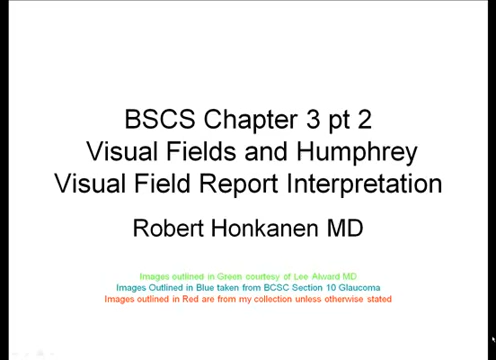 BSCS Chapter 3 pt 2
Visual Fields and Humphrey
Visual Field Report Interpretation
Robert Honkanen MD
Images outlined in Green courtesy of Lee Alward MD
Images Outlined in Blue taken from BCSC Section 10 Glaucoma
Images outlined in Red are from my collection unless otherwise stated